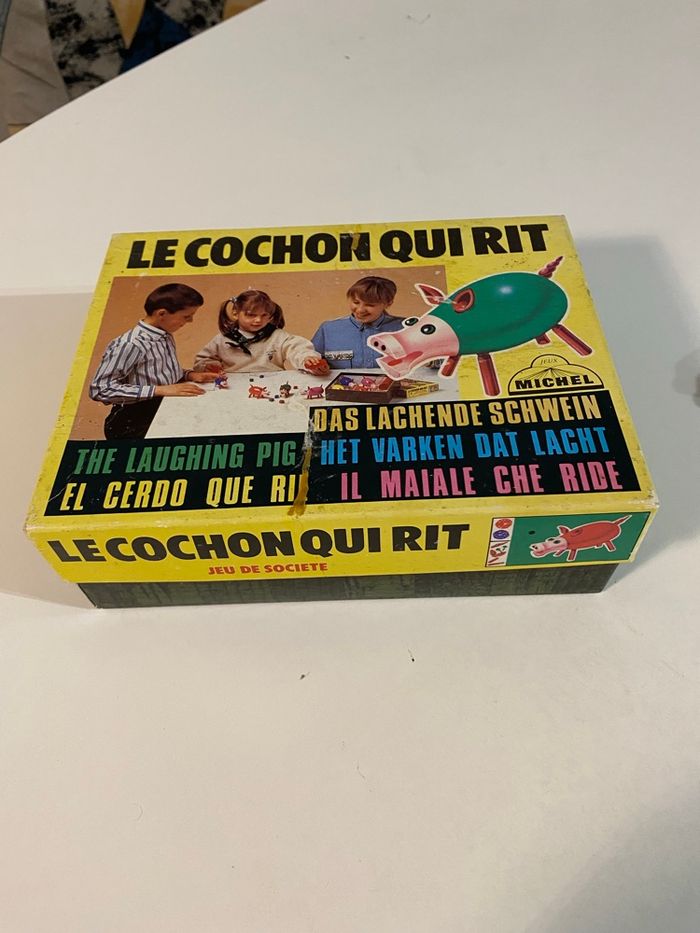 LE COCHON QUI RIT
JEUX
MICHEL
DAS LACHENDE SCHWEIN
THE LAUGHING PIG
HET VARKEN DAT LACHT
EL CERDO QUE RI
IL MAIALE CHE RIDE
LE COCHON QUI RIT
JEU DE SOCIETE